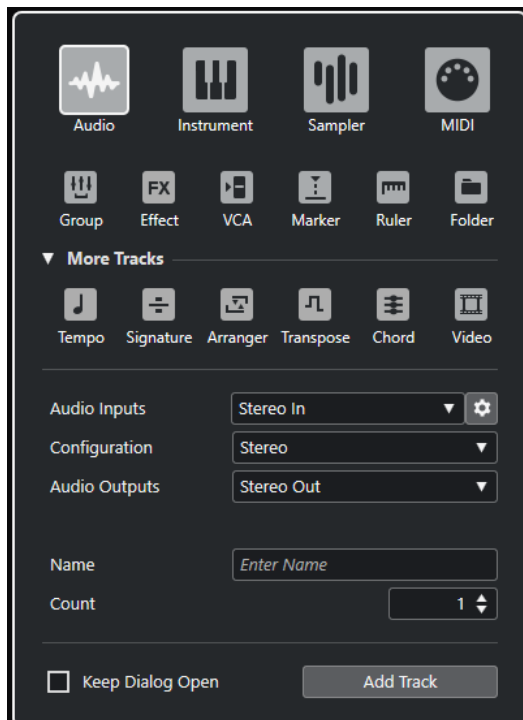 Audio Instrument Sampler MIDI
FX
Group Effect VCA Marker Ruler Folder
▼ More Tracks
Tempo Signature Arranger Transpose Chord Video
Audio Inputs Stereo In
Configuration Stereo
Audio Outputs Stereo Out
Name Enter Name
Count 1
Keep Dialog Open Add Track